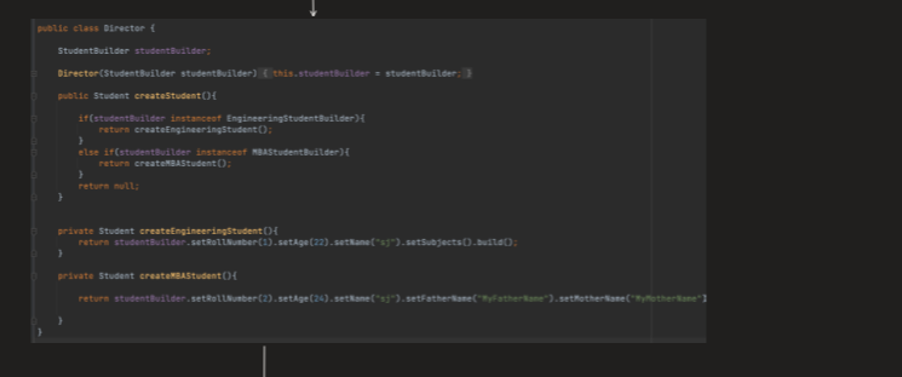 public class Director {
StudentBuilder studentBuilder;
Director(StudentBuilder studentBuilder) { this.studentBuilder = studentBuilder; }
public Student createStudent(){
if(studentBuilder instanceof EngineeringStudentBuilder){
return createEngineeringStudent();
}
else if(studentBuilder instanceof MBAStudentBuilder){
return createMBAStudent();
}
return null;
}
private Student createEngineeringStudent(){
return studentBuilder.setRollNumber(1).setAge(22).setName("sj").setSubjects().build();
}
private Student createMBAStudent(){
return studentBuilder.setRollNumber(2).setAge(24).setName("sj").setFatherName("MyFatherName").setMotherName("MyMotherName")
}
}